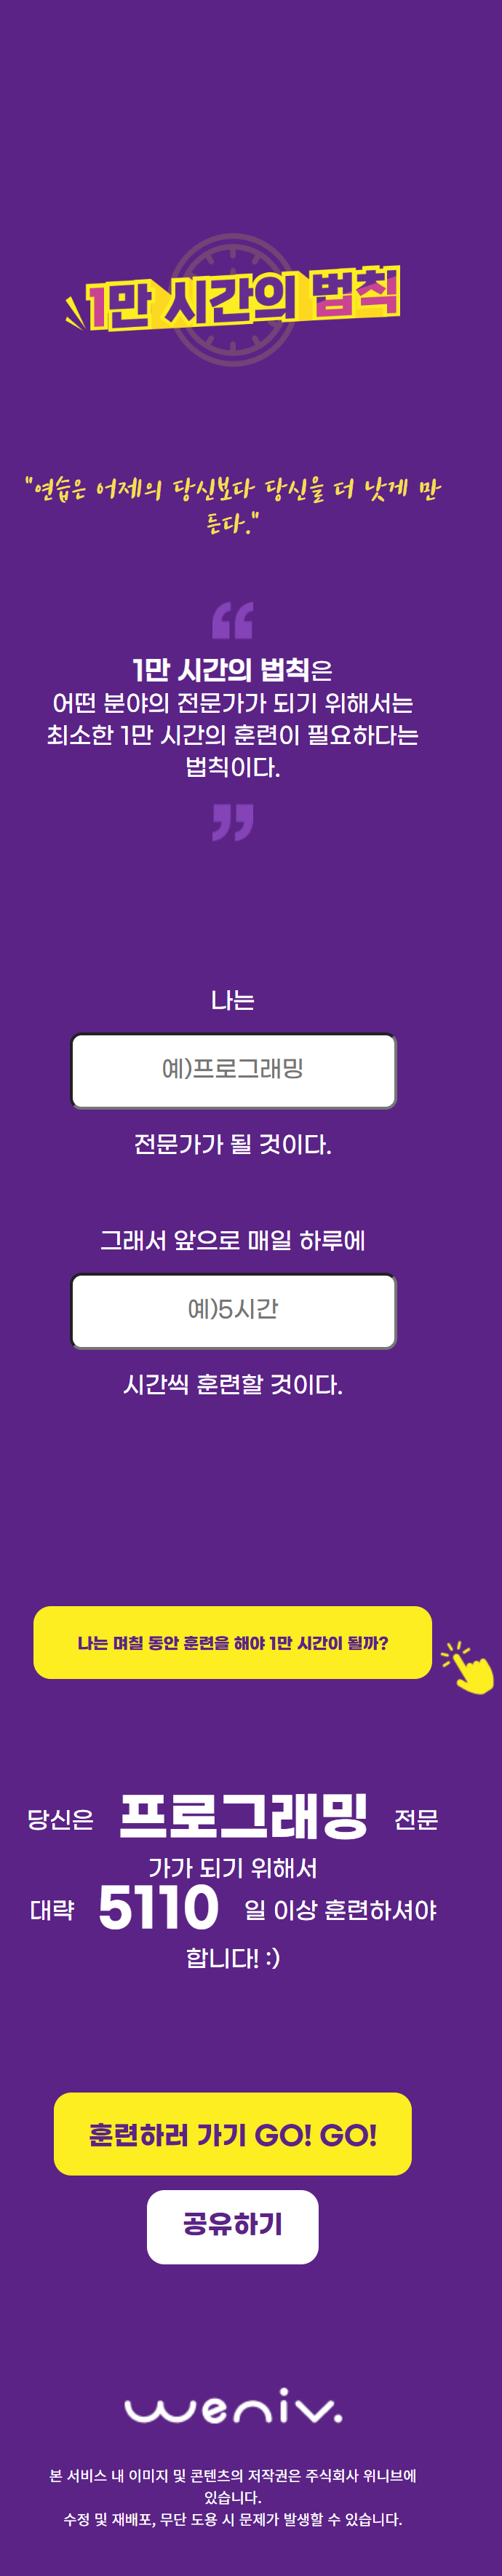 1만 시간의 법칙
"연습은 어제의 당신보다 당신을 더 낫게 만
든다."
1만 시간의 법칙은
어떤 분야의 전문가가 되기 위해서는
최소한 1만 시간의 훈련이 필요하다는
법칙이다.
나는
예)프로그래밍
전문가가 될 것이다.
그래서 앞으로 매일 하루에
예)5시간
시간씩 훈련할 것이다.
나는 며칠 동안 훈련을 해야 1만 시간이 될까?
당신은 프로그래밍 전문
가가 되기 위해서
대략 5110 일 이상 훈련하셔야
합니다! :)
훈련하러 가기 GO! GO!
공유하기
weniv.
본 서비스 내 이미지 및 콘텐츠의 저작권은 주식회사 위니브에
있습니다.
수정 및 재배포, 무단 도용 시 문제가 발생할 수 있습니다.